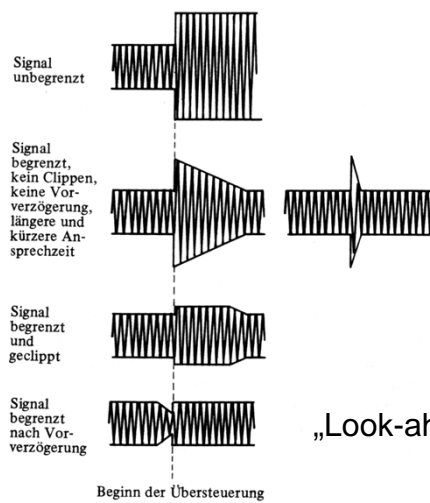 Signal
unbegrenzt
Signal
begrenzt,
kein Clippen,
keine Vor-
verzögerung,
längere und
kürzere An-
sprechzeit
Signal
begrenzt
und
geclippt
Signal
begrenzt
nach Vor-
verzögerung
„Look-ah
Beginn der Übersteuerung